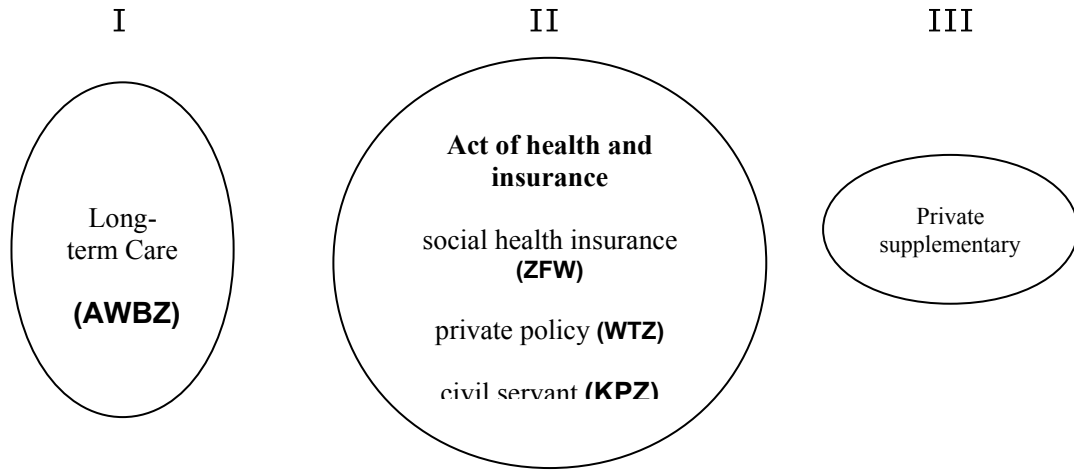 I
II
III
Act of health and
insurance
Long-
term Care
(AWBZ)
social health insurance
(ZFW)
private policy (WTZ)
civil servant (KPZ)
Private
supplementary